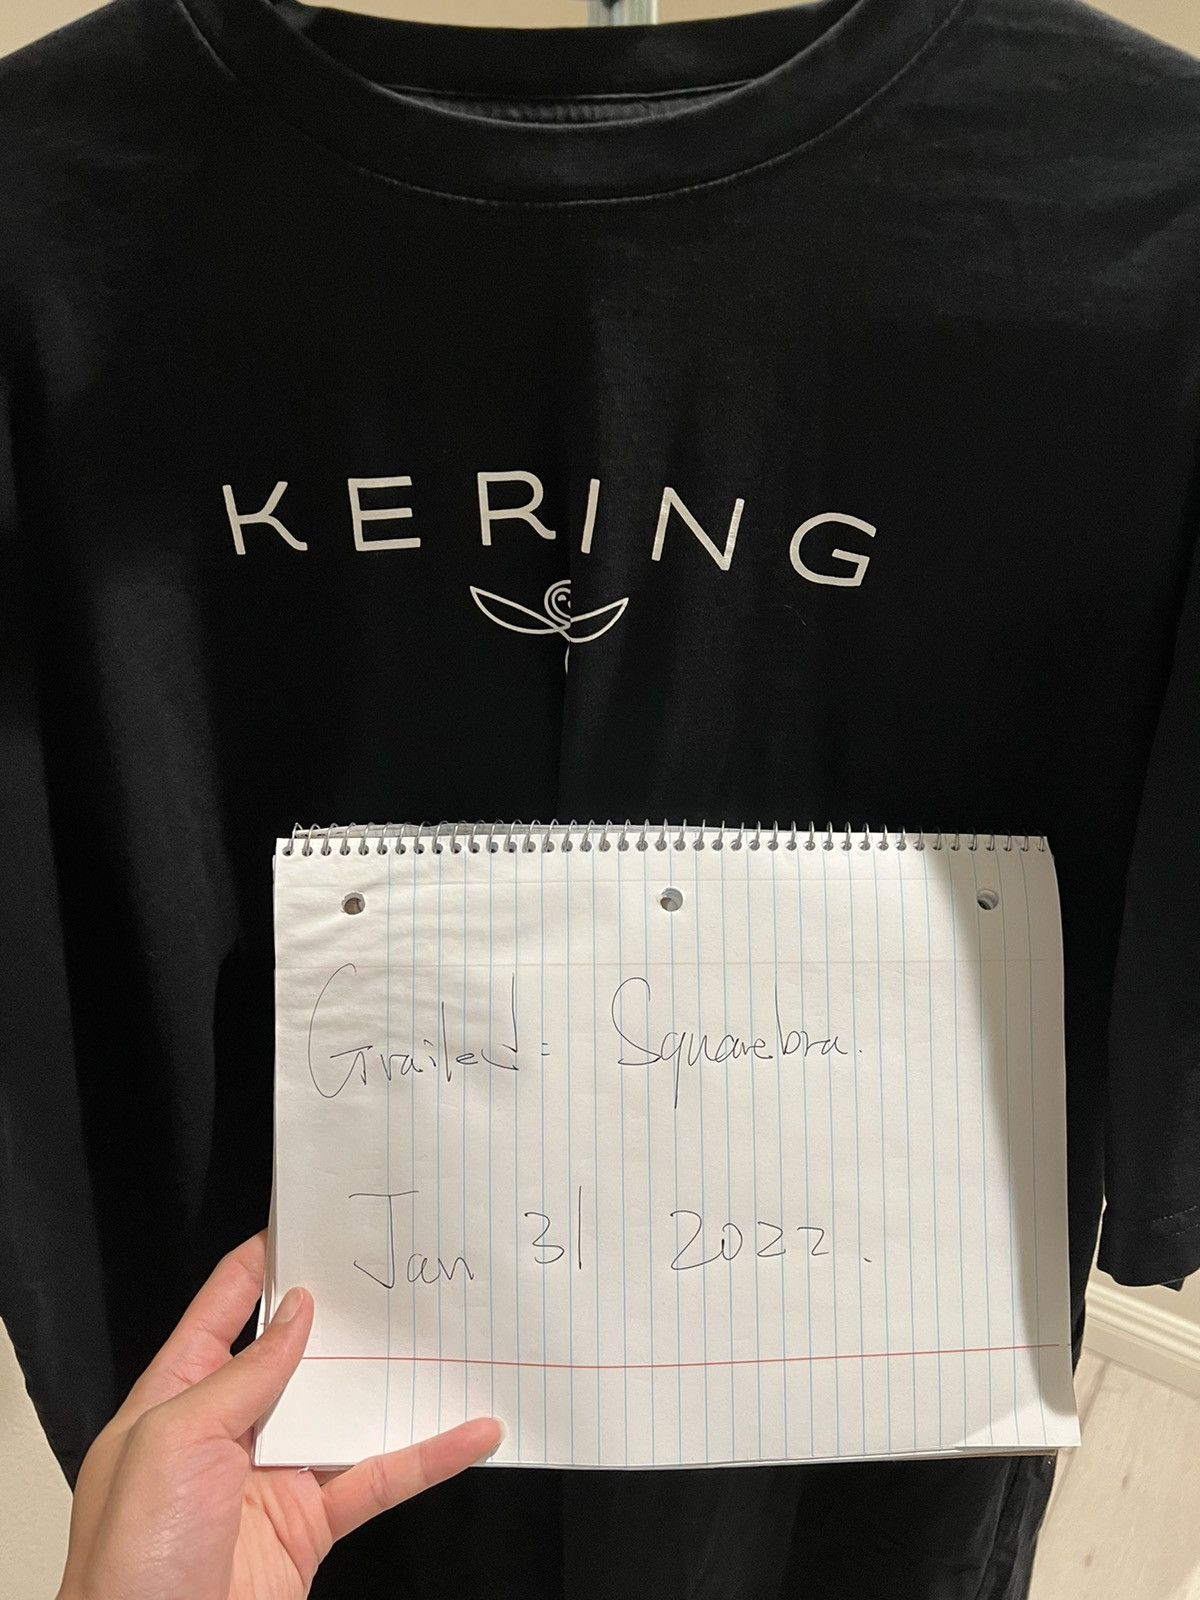 KERING
Grailed: Squarebra.
Jan 31 2022.